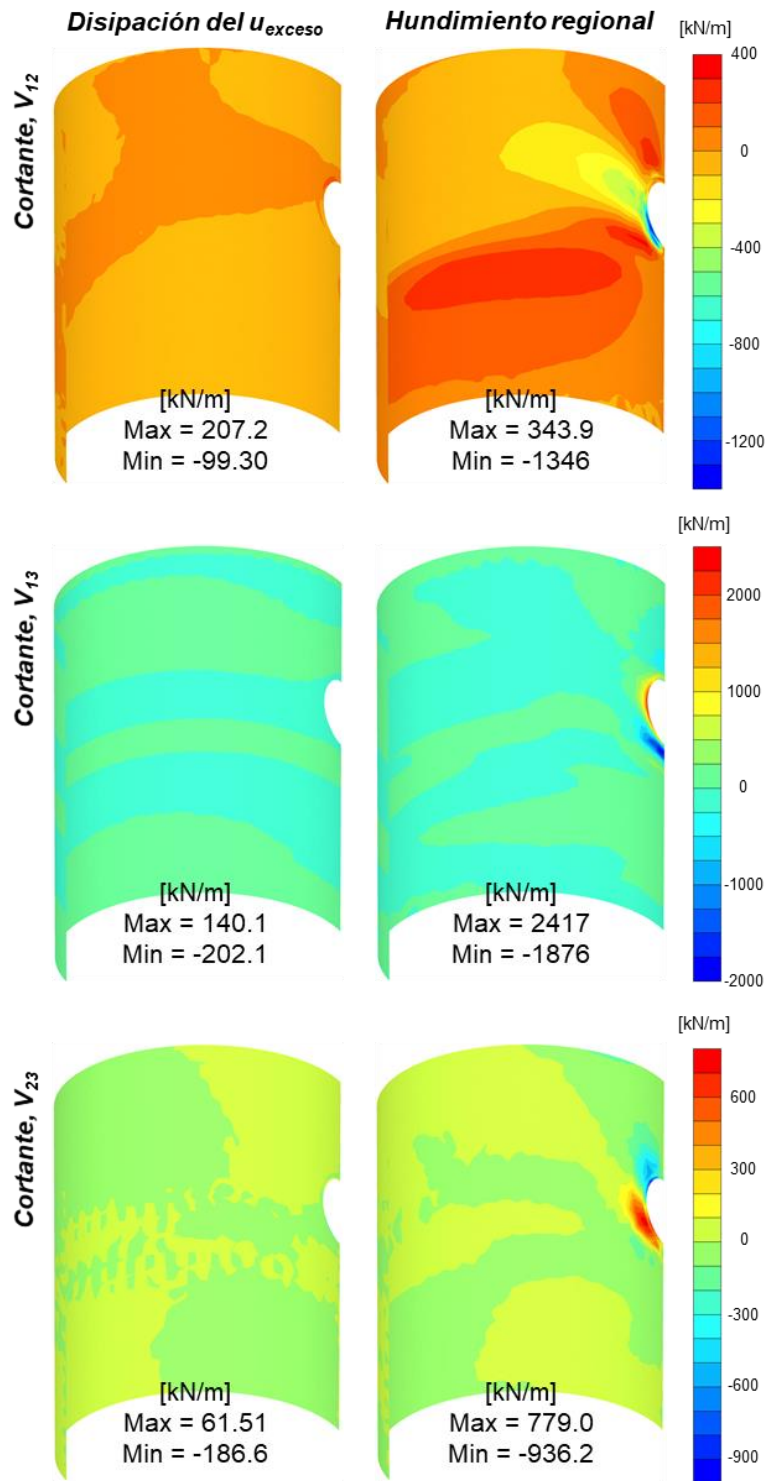 Disipación del u_exceso
Hundimiento regional
[kN/m]
Cortante, V_12
400
0
-400
-800
-1200
[kN/m]
Max = 207.2
Min = -99.30
[kN/m]
Max = 343.9
Min = -1346
[kN/m]
Cortante, V_13
2000
1000
0
-1000
-2000
[kN/m]
Max = 140.1
Min = -202.1
[kN/m]
Max = 2417
Min = -1876
[kN/m]
Cortante, V_23
600
300
0
-300
-600
-900
[kN/m]
Max = 61.51
Min = -186.6
[kN/m]
Max = 779.0
Min = -936.2